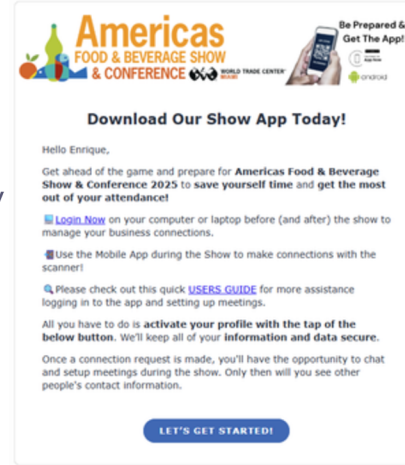 Americas
FOOD & BEVERAGE SHOW
& CONFERENCE
WORLD TRADE CENTER
MIAMI
Be Prepared &
Get The App!
App Store
android
Download Our Show App Today!
Hello Enrique,
Get ahead of the game and prepare for Americas Food & Beverage
Show & Conference 2025 to save yourself time and get the most
out of your attendance!
Login Now on your computer or laptop before (and after) the show to
manage your business connections.
Use the Mobile App during the Show to make connections with the
scanner!
Please check out this quick USERS GUIDE for more assistance
logging in to the app and setting up meetings.
All you have to do is activate your profile with the tap of the
below button. We'll keep all of your information and data secure.
Once a connection request is made, you'll have the opportunity to chat
and setup meetings during the show. Only then will you see other
people's contact information.
LET'S GET STARTED!